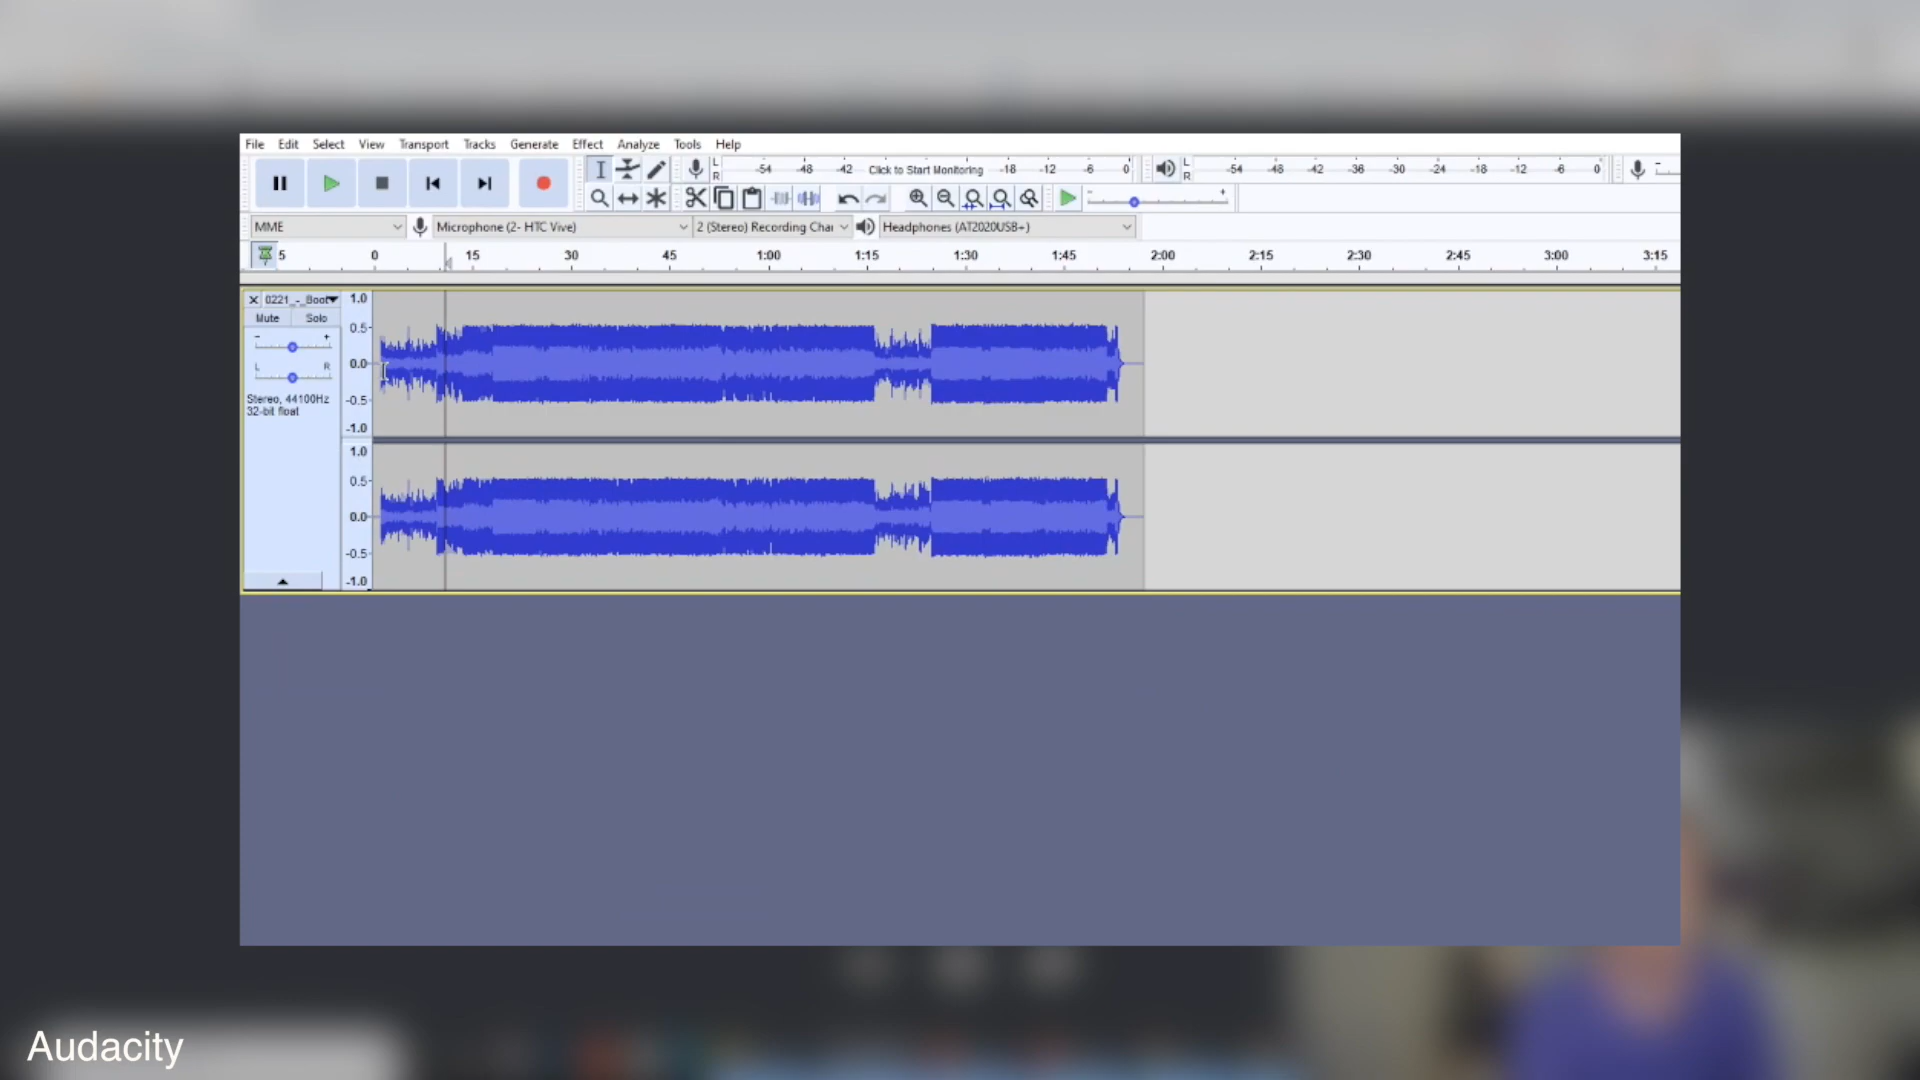 File Edit Select View Transport Tracks Generate Effect Analyze Tools Help
L R -54 -48 -42 Click to Start Monitoring -18 -12 -6 0 L R -54 -48 -42 -36 -30 -24 -18 -12 -6 0 -
- +
MME Microphone (2- HTC Vive) 2 (Stereo) Recording Char Headphones (AT2020USB+)
5 0 15 30 45 1:00 1:15 1:30 1:45 2:00 2:15 2:30 2:45 3:00 3:15
0221_-_Boot 1.0
Mute Solo
- + 0.5
L R 0.0
-0.5
Stereo, 44100Hz
32-bit float
-1.0
1.0
0.5
0.0
-0.5
-1.0
Audacity